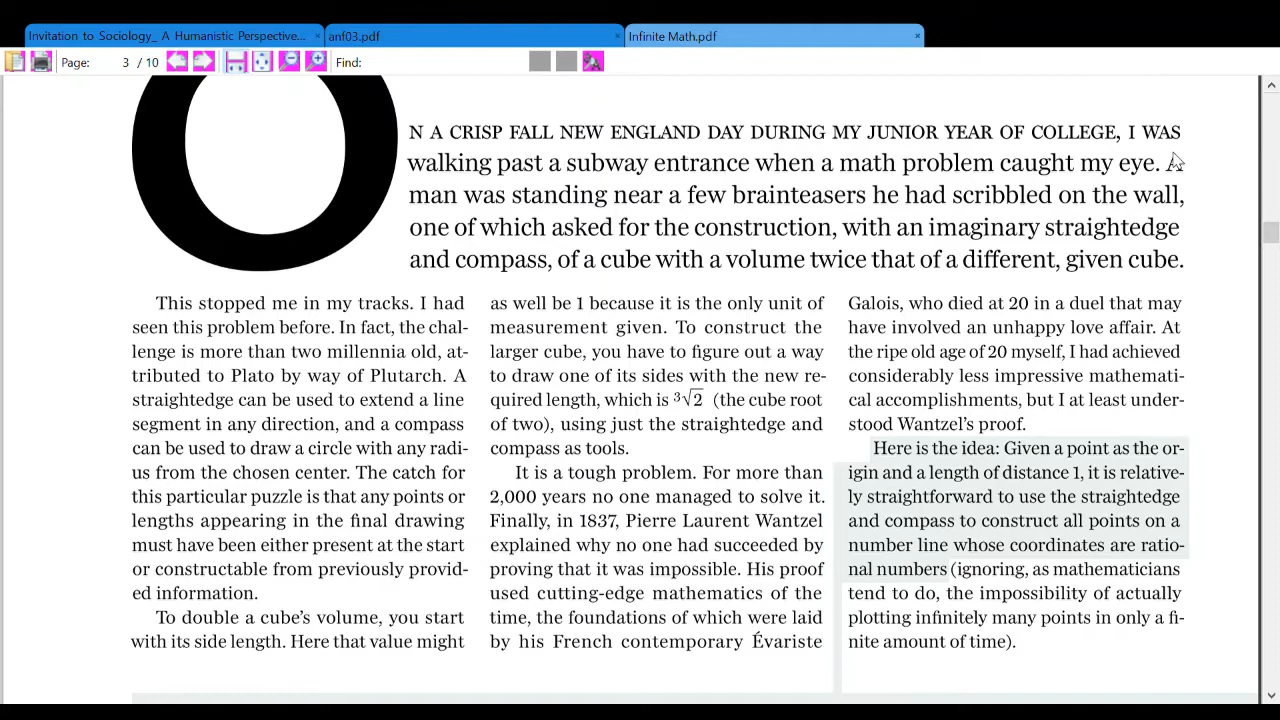 Invitation to Sociology_ A Humanistic Perspective... ×
anf03.pdf ×
Infinite Math.pdf ×
Page: 3 / 10
Find:
O
N A CRISP FALL NEW ENGLAND DAY DURING MY JUNIOR YEAR OF COLLEGE, I WAS
walking past a subway entrance when a math problem caught my eye. A
man was standing near a few brainteasers he had scribbled on the wall,
one of which asked for the construction, with an imaginary straightedge
and compass, of a cube with a volume twice that of a different, given cube.
This stopped me in my tracks. I had
seen this problem before. In fact, the chal-
lenge is more than two millennia old, at-
tributed to Plato by way of Plutarch. A
straightedge can be used to extend a line
segment in any direction, and a compass
can be used to draw a circle with any radi-
us from the chosen center. The catch for
this particular puzzle is that any points or
lengths appearing in the final drawing
must have been either present at the start
or constructable from previously provid-
ed information.
To double a cube's volume, you start
with its side length. Here that value might
as well be 1 because it is the only unit of
measurement given. To construct the
larger cube, you have to figure out a way
to draw one of its sides with the new re-
quired length, which is ³√2 (the cube root
of two), using just the straightedge and
compass as tools.
It is a tough problem. For more than
2,000 years no one managed to solve it.
Finally, in 1837, Pierre Laurent Wantzel
explained why no one had succeeded by
proving that it was impossible. His proof
used cutting-edge mathematics of the
time, the foundations of which were laid
by his French contemporary Évariste
Galois, who died at 20 in a duel that may
have involved an unhappy love affair. At
the ripe old age of 20 myself, I had achieved
considerably less impressive mathemati-
cal accomplishments, but I at least under-
stood Wantzel's proof.
Here is the idea: Given a point as the or-
igin and a length of distance 1, it is relative-
ly straightforward to use the straightedge
and compass to construct all points on a
number line whose coordinates are ratio-
nal numbers (ignoring, as mathematicians
tend to do, the impossibility of actually
plotting infinitely many points in only a fi-
nite amount of time).